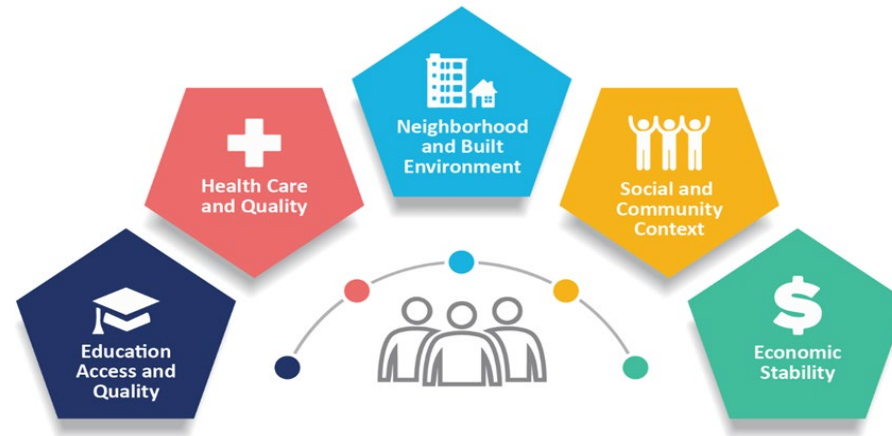 Education
Access and
Quality
Health Care
and Quality
Neighborhood
and Built
Environment
Social and
Community
Context
$
Economic
Stability